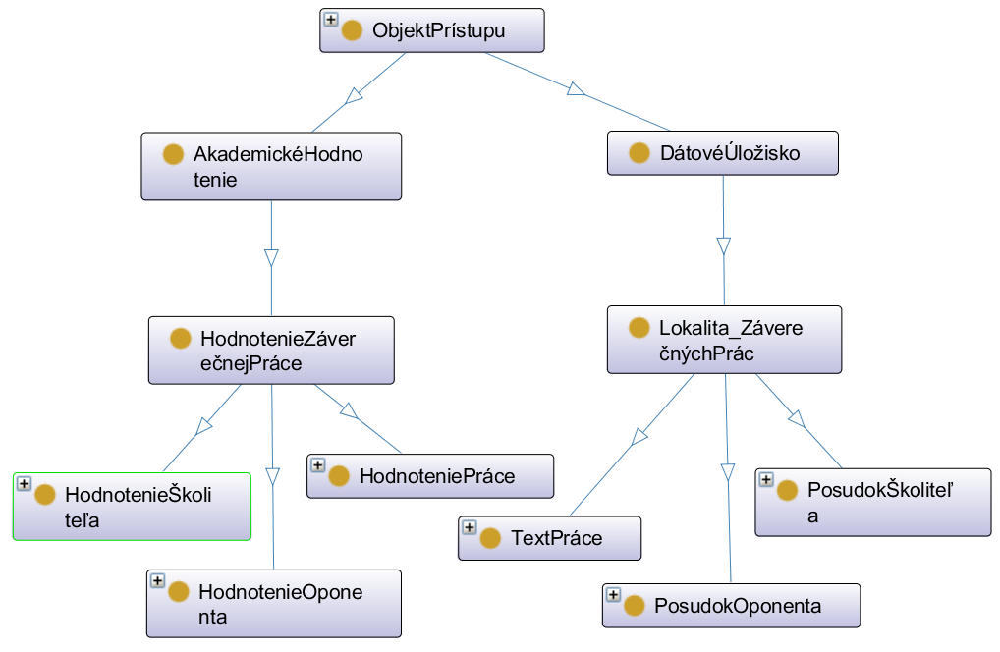 ObjektPrístupu
AkademickéHodno
tenie
DátovéÚložisko
HodnotenieZáver
ečnejPráce
Lokalita_Závere
čnýchPrác
HodnotenieŠkoli
teľa
HodnoteniePráce
TextPráce
PosudokŠkoliteľ
a
HodnotenieOpone
nta
PosudokOponenta